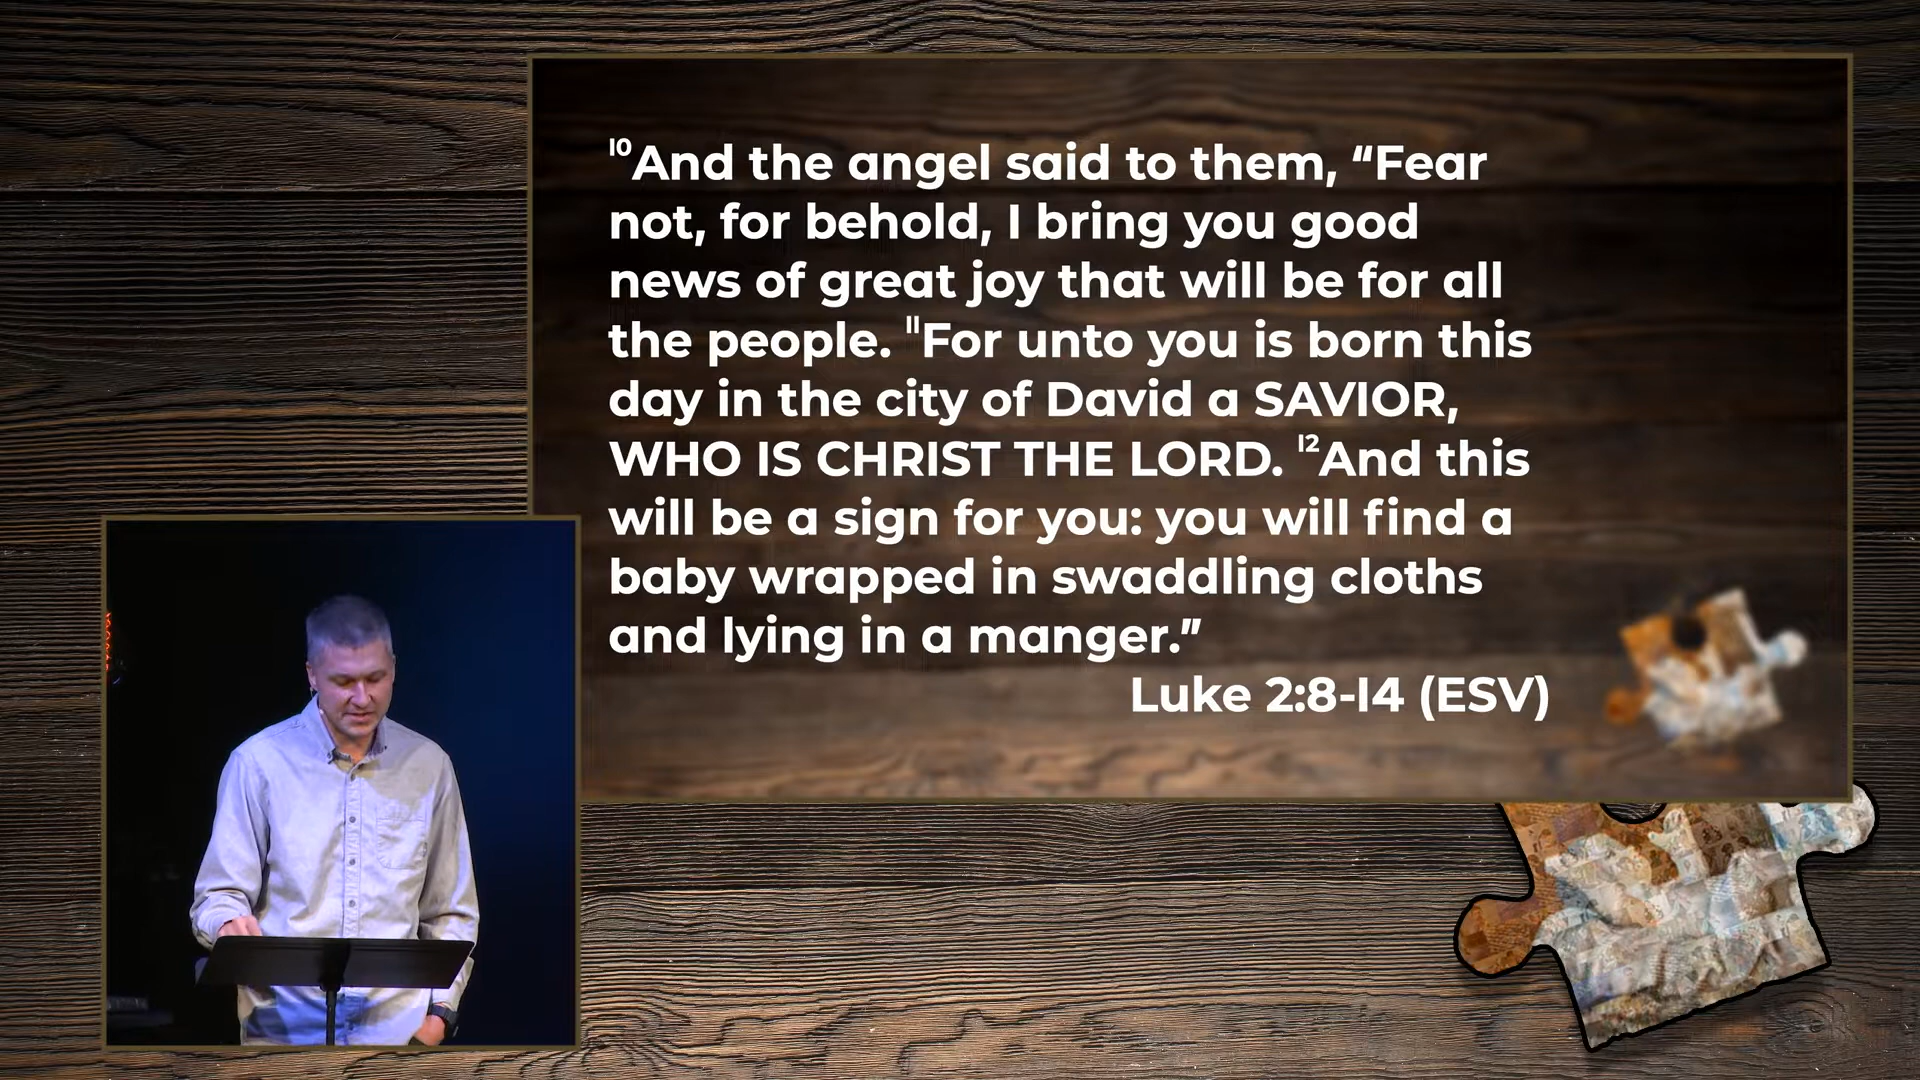 ¹⁰And the angel said to them, “Fear
not, for behold, I bring you good
news of great joy that will be for all
the people. ¹¹For unto you is born this
day in the city of David a SAVIOR,
WHO IS CHRIST THE LORD. ¹²And this
will be a sign for you: you will find a
baby wrapped in swaddling cloths
and lying in a manger.”
Luke 2:8-14 (ESV)